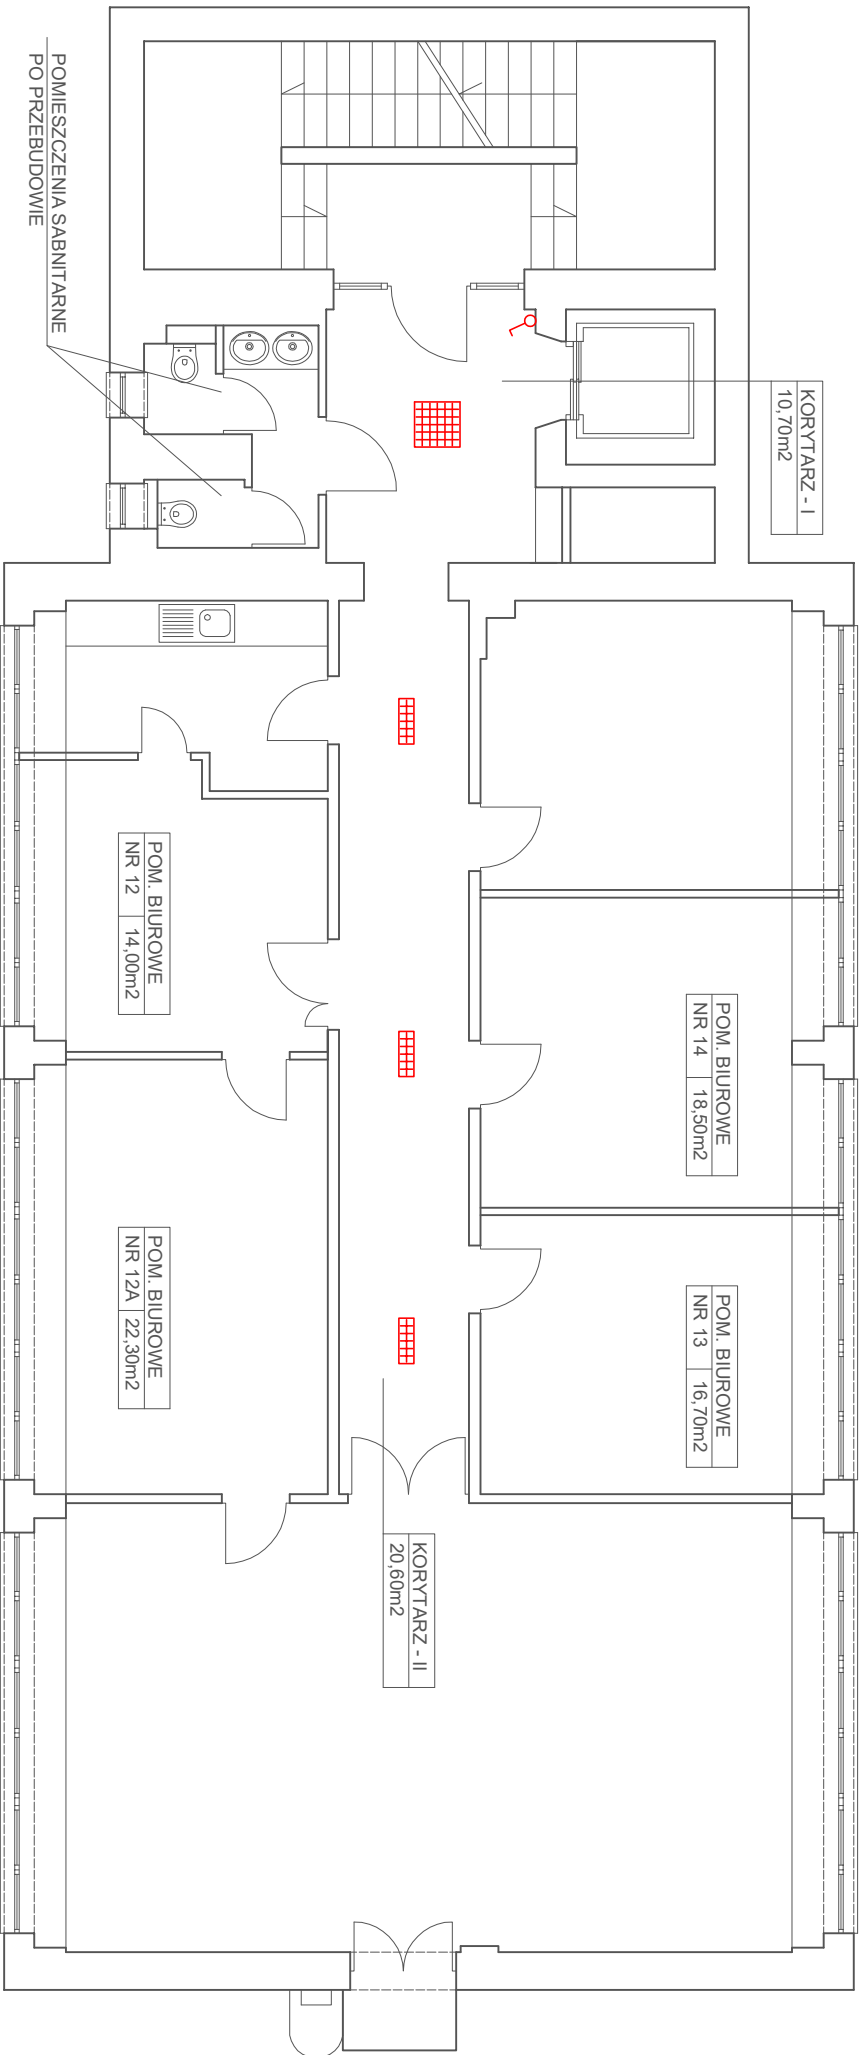 POMIESZCZENIA SABNITARNE
PO PRZEBUDOWIE
KORYTARZ - I
10,70m2
POM. BIUROWE
NR 12 14,00m2
POM. BIUROWE
NR 14 18,50m2
POM. BIUROWE
NR 12A 22,30m2
POM. BIUROWE
NR 13 16,70m2
KORYTARZ - II
20,60m2